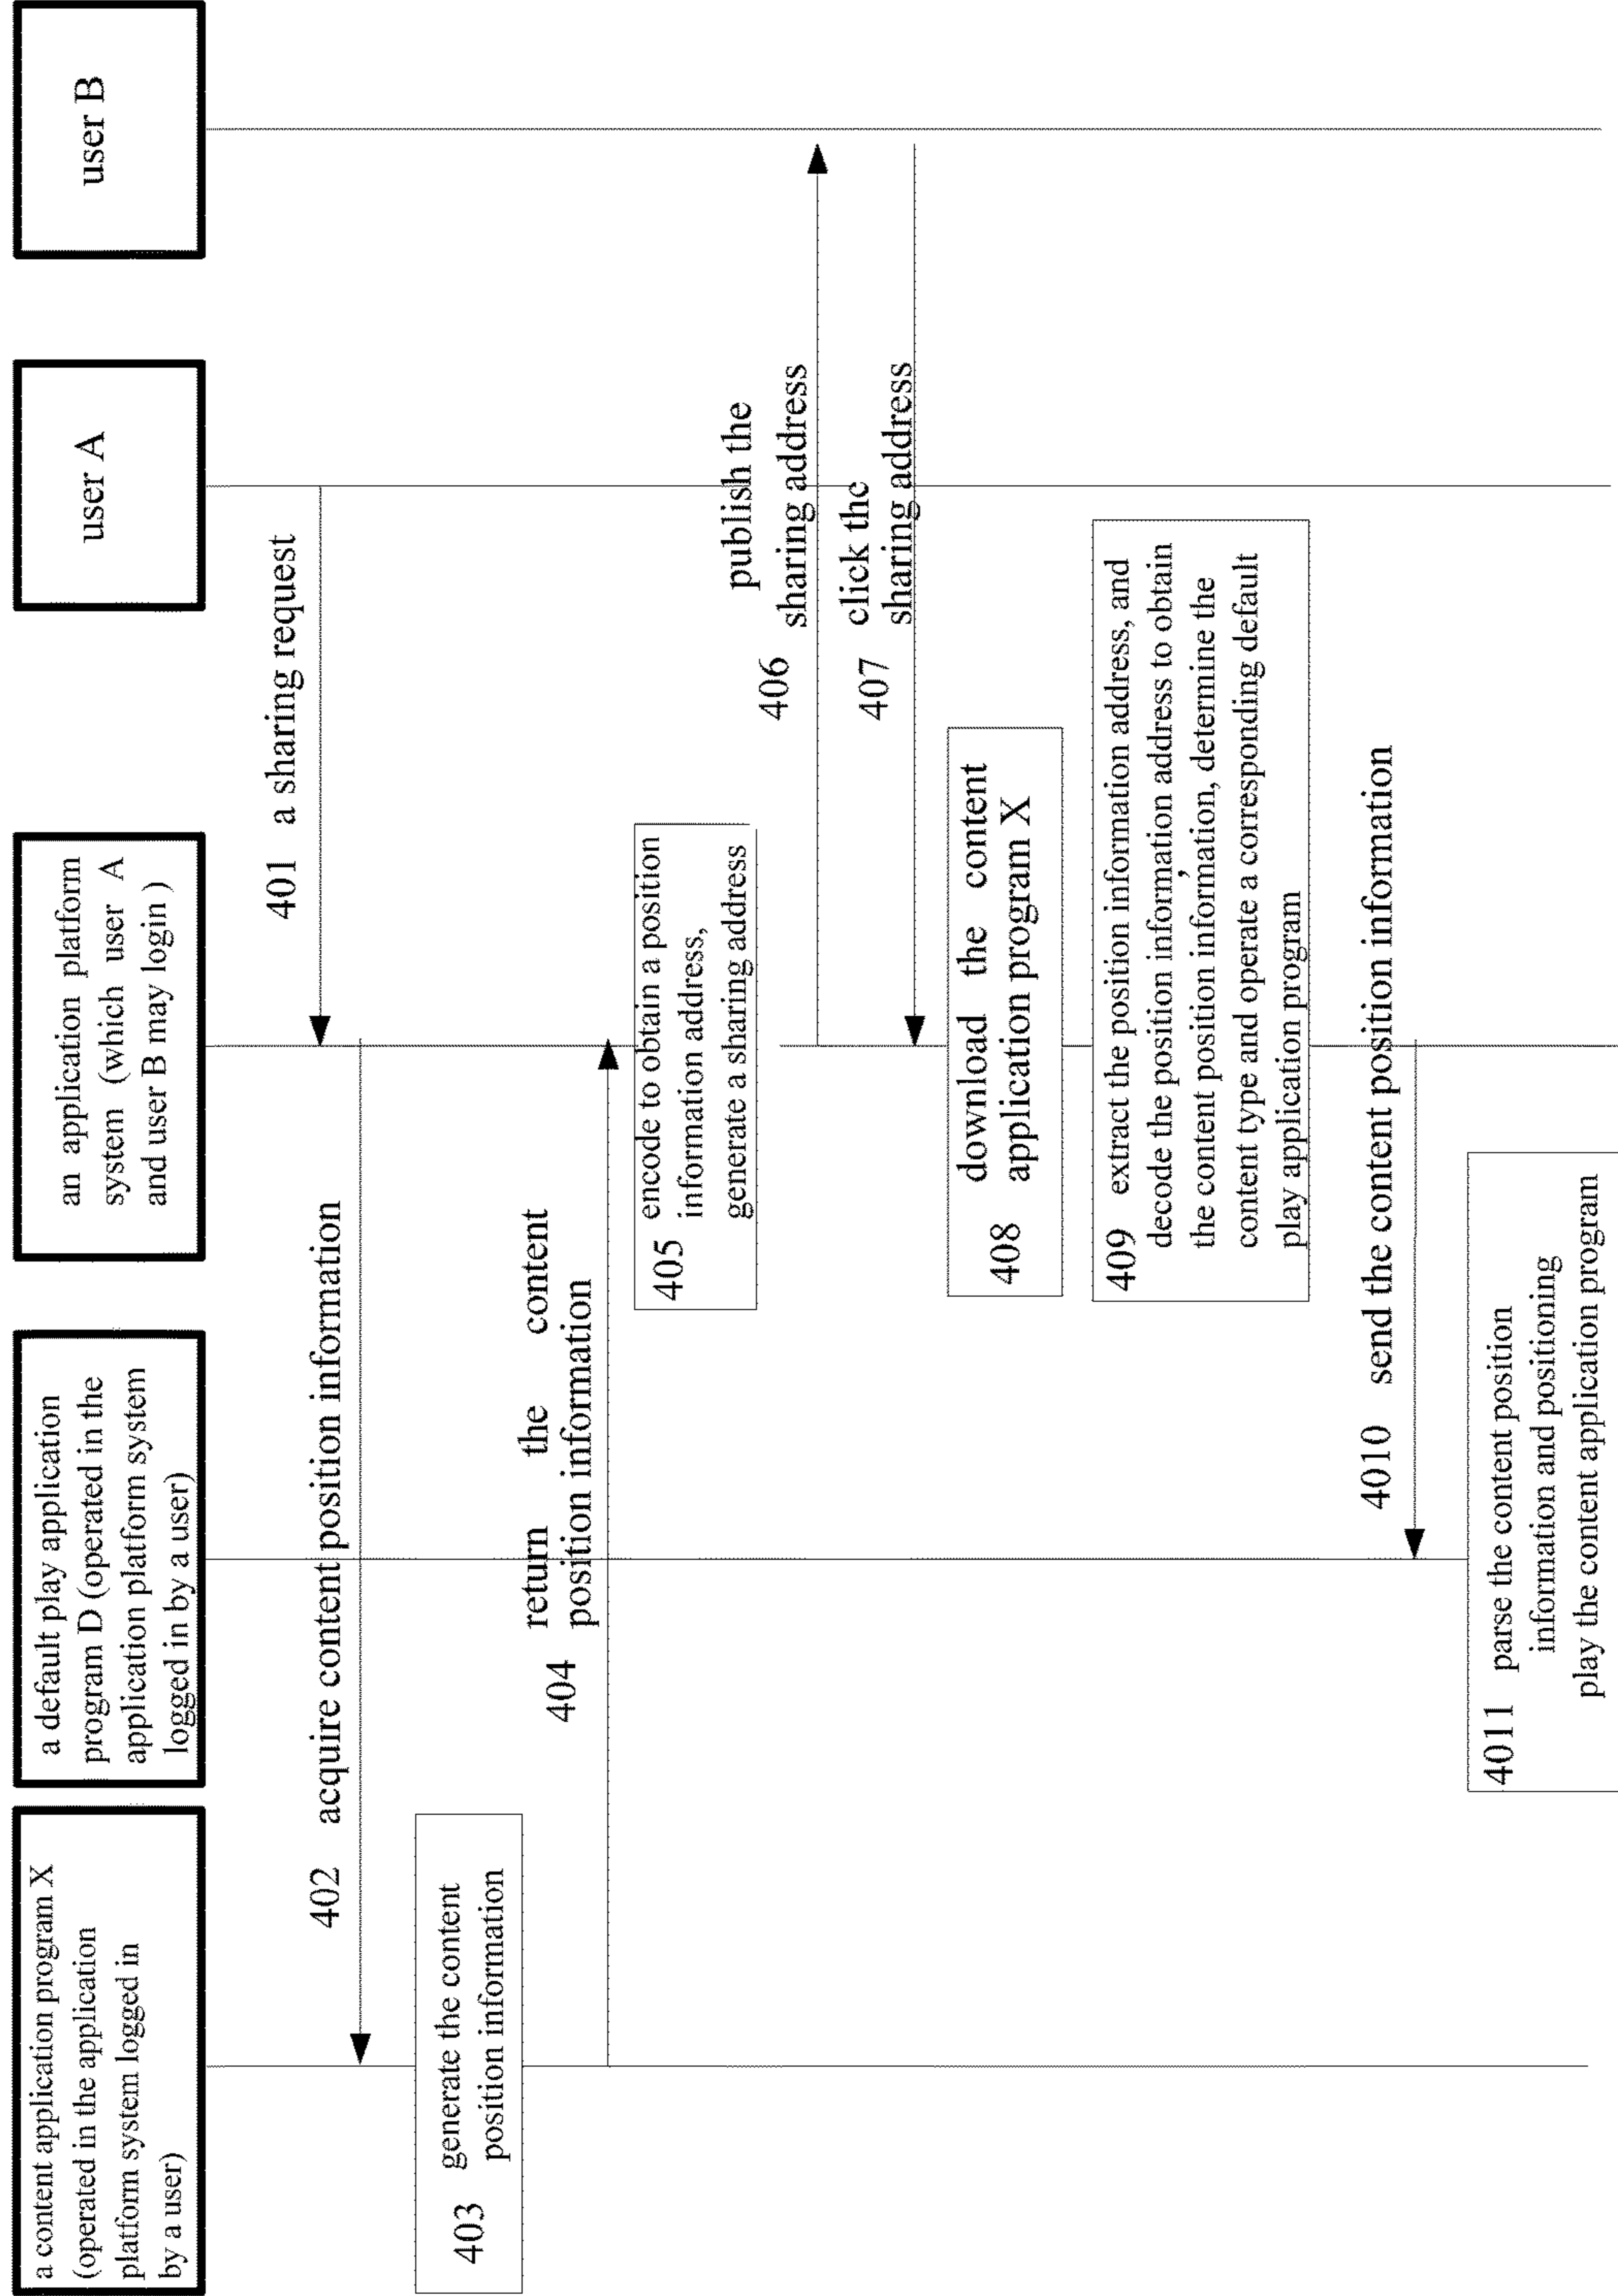 a content application program X
(operated in the application
platform system logged in
by a user)
a default play application
program D (operated in the
application platform system
logged in by a user)
an application platform
system (which user A
and user B may login )
user A
user B
401 a sharing request
402 acquire content position information
403 generate the content
position information
404 return the content
position information
405 encode to obtain a position
information address,
generate a sharing address
406 publish the
sharing address
407 click the
sharing address
408 download the content
application program X
409 extract the position information address, and
decode the position information address to obtain
the content position information, determine the
content type and operate a corresponding default
play application program
4010 send the content position information
4011 parse the content position
information and positioning
play the content application program